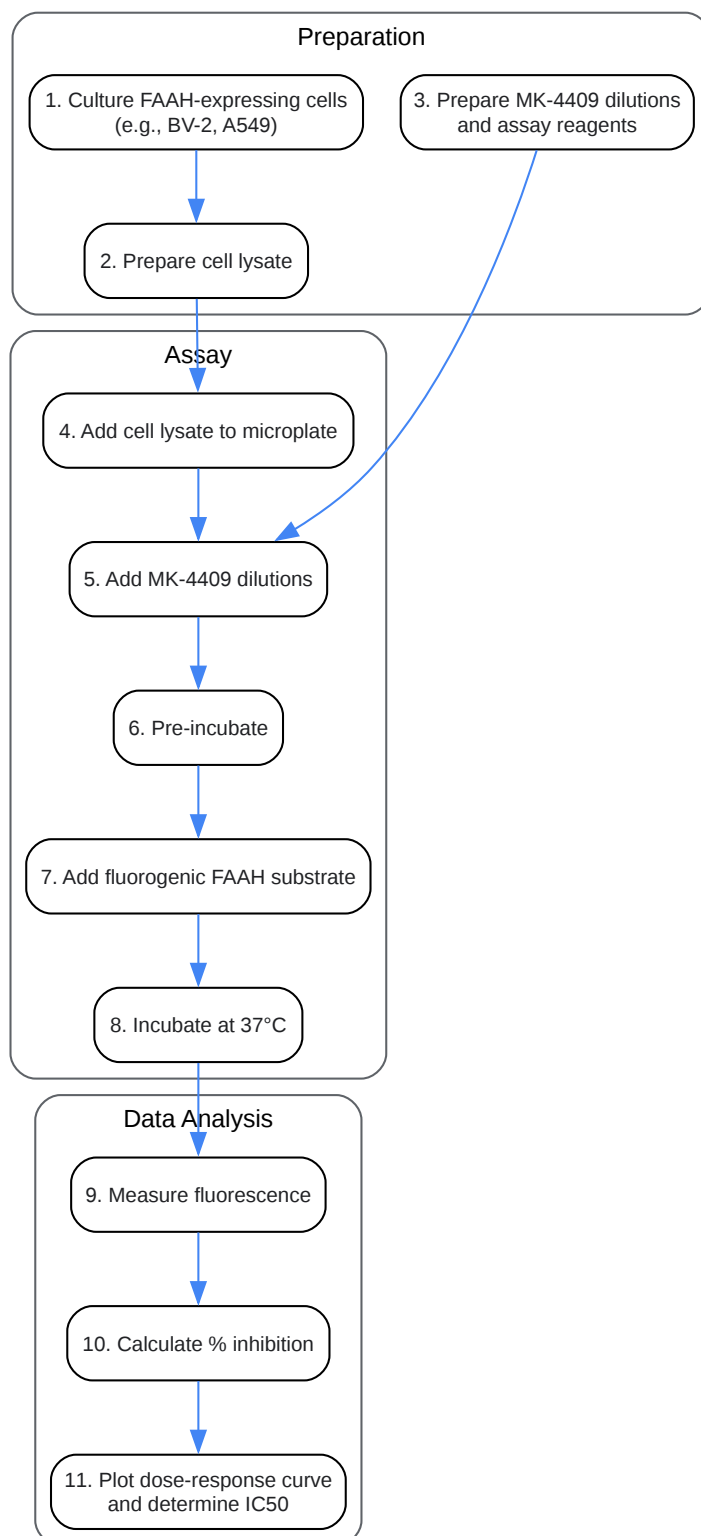 Preparation
1. Culture FAAH-expressing cells
(e.g., BV-2, A549)
3. Prepare MK-4409 dilutions
and assay reagents
2. Prepare cell lysate
Assay
4. Add cell lysate to microplate
5. Add MK-4409 dilutions
6. Pre-incubate
7. Add fluorogenic FAAH substrate
8. Incubate at 37°C
Data Analysis
9. Measure fluorescence
10. Calculate % inhibition
11. Plot dose-response curve
and determine IC50